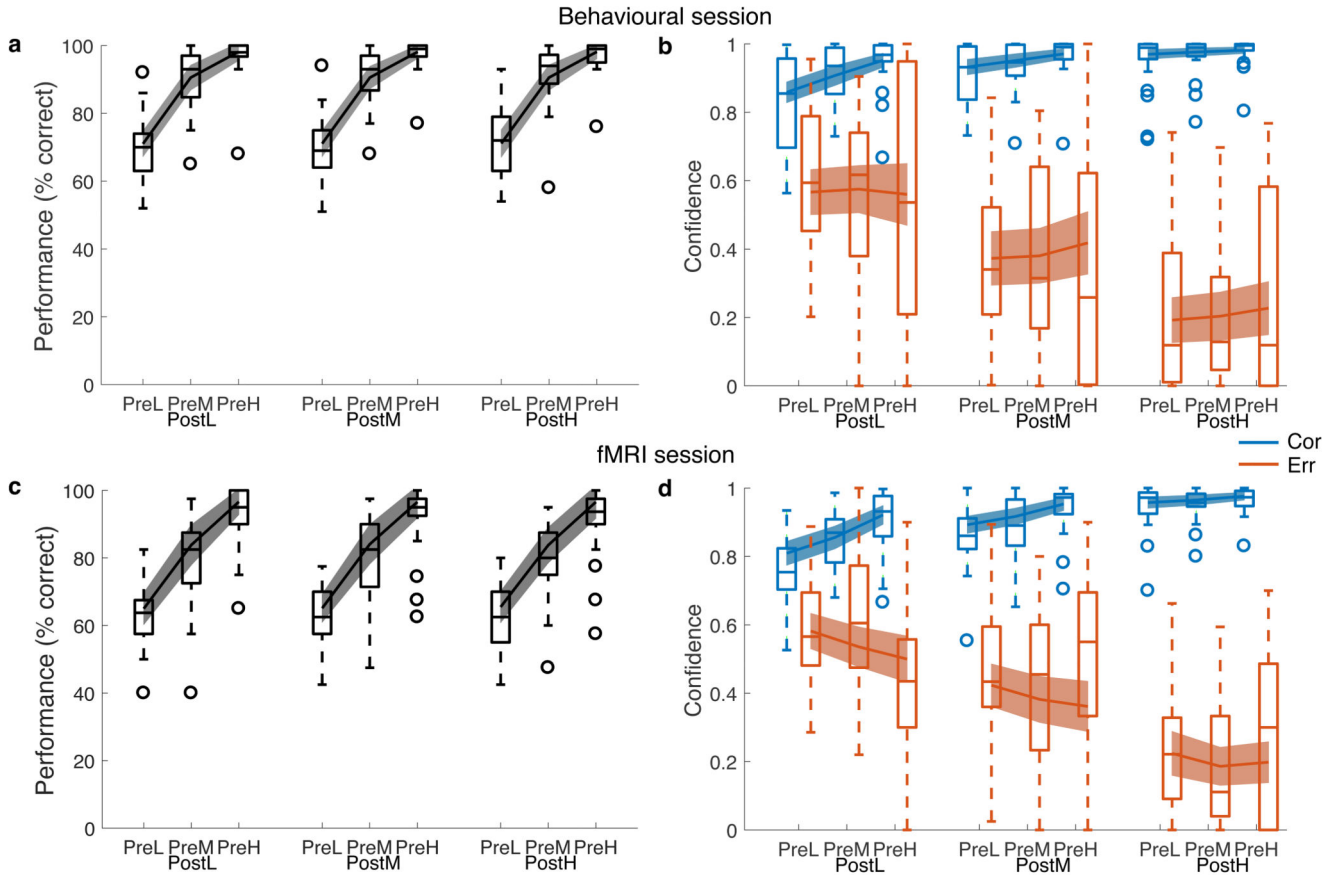 Behavioural session
a
Performance (% correct)
100
80
60
40
20
0
PreL PreM PreH
PostL
PreL PreM PreH
PostM
PreL PreM PreH
PostH
b
Confidence
1
0.8
0.6
0.4
0.2
0
PreL PreM PreH
PostL
PreL PreM PreH
PostM
PreL PreM PreH
PostH
Cor
Err
fMRI session
c
Performance (% correct)
100
80
60
40
20
0
PreL PreM PreH
PostL
PreL PreM PreH
PostM
PreL PreM PreH
PostH
d
Confidence
1
0.8
0.6
0.4
0.2
0
PreL PreM PreH
PostL
PreL PreM PreH
PostM
PreL PreM PreH
PostH